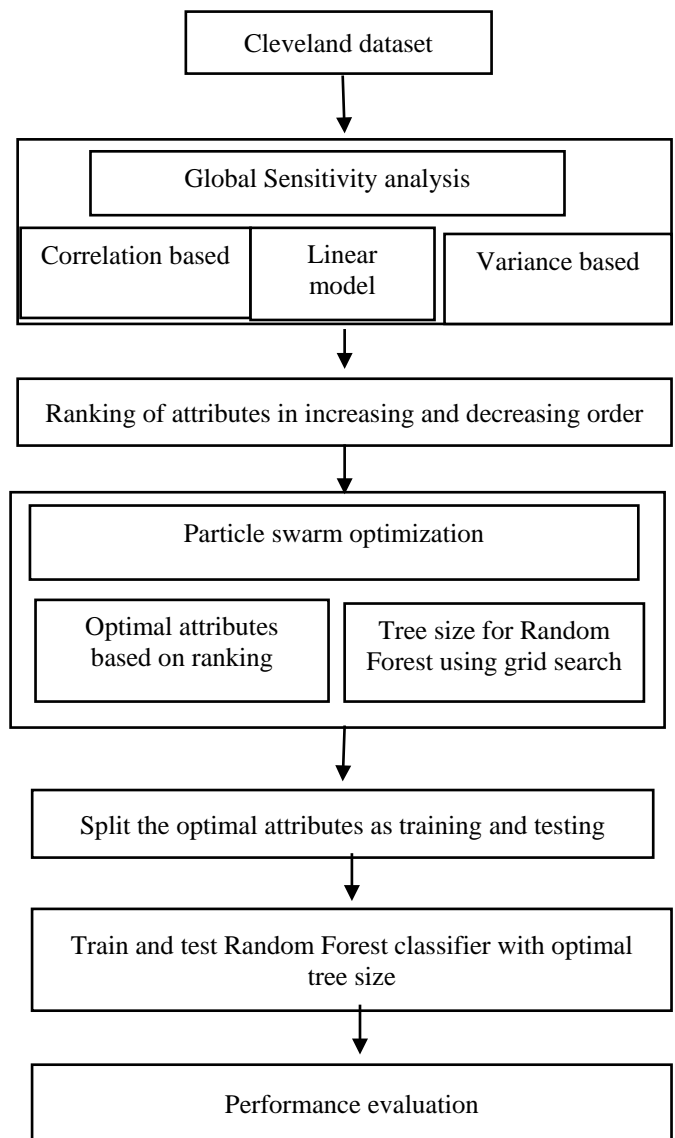 Cleveland dataset
Global Sensitivity analysis
Correlation based
Linear
model
Variance based
Ranking of attributes in increasing and decreasing order
Particle swarm optimization
Optimal attributes
based on ranking
Tree size for Random
Forest using grid search
Split the optimal attributes as training and testing
Train and test Random Forest classifier with optimal
tree size
Performance evaluation